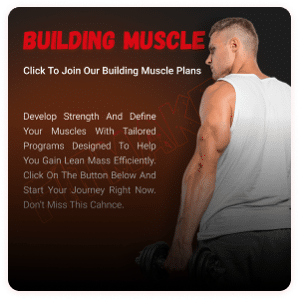 BUILDING MUSCLE
Click To Join Our Building Muscle Plans
Develop Strength And Define
Your Muscles With Tailored
Programs Designed To Help
You Gain Lean Mass Efficiently.
Click On The Button Below And
Start Your Journey Right Now.
Don't Miss This Cahnce.